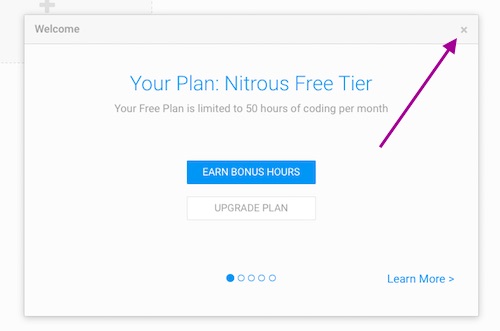 Welcome ×
Your Plan: Nitrous Free Tier
Your Free Plan is limited to 50 hours of coding per month
EARN BONUS HOURS
UPGRADE PLAN
Learn More >